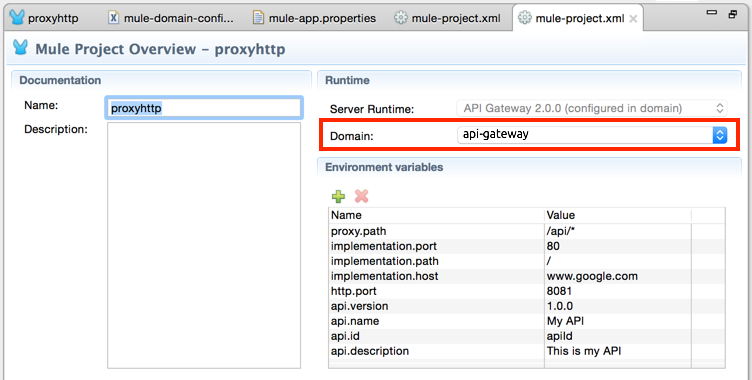 proxyhttp mule-domain-confi... mule-app.properties mule-project.xml mule-project.xml
Mule Project Overview – proxyhttp
Documentation
Name: proxyhttp
Description:
Runtime
Server Runtime: API Gateway 2.0.0 (configured in domain)
Domain: api-gateway
Environment variables
Name Value
proxy.path /api/*
implementation.port 80
implementation.path /
implementation.host www.google.com
http.port 8081
api.version 1.0.0
api.name My API
api.id apiId
api.description This is my API